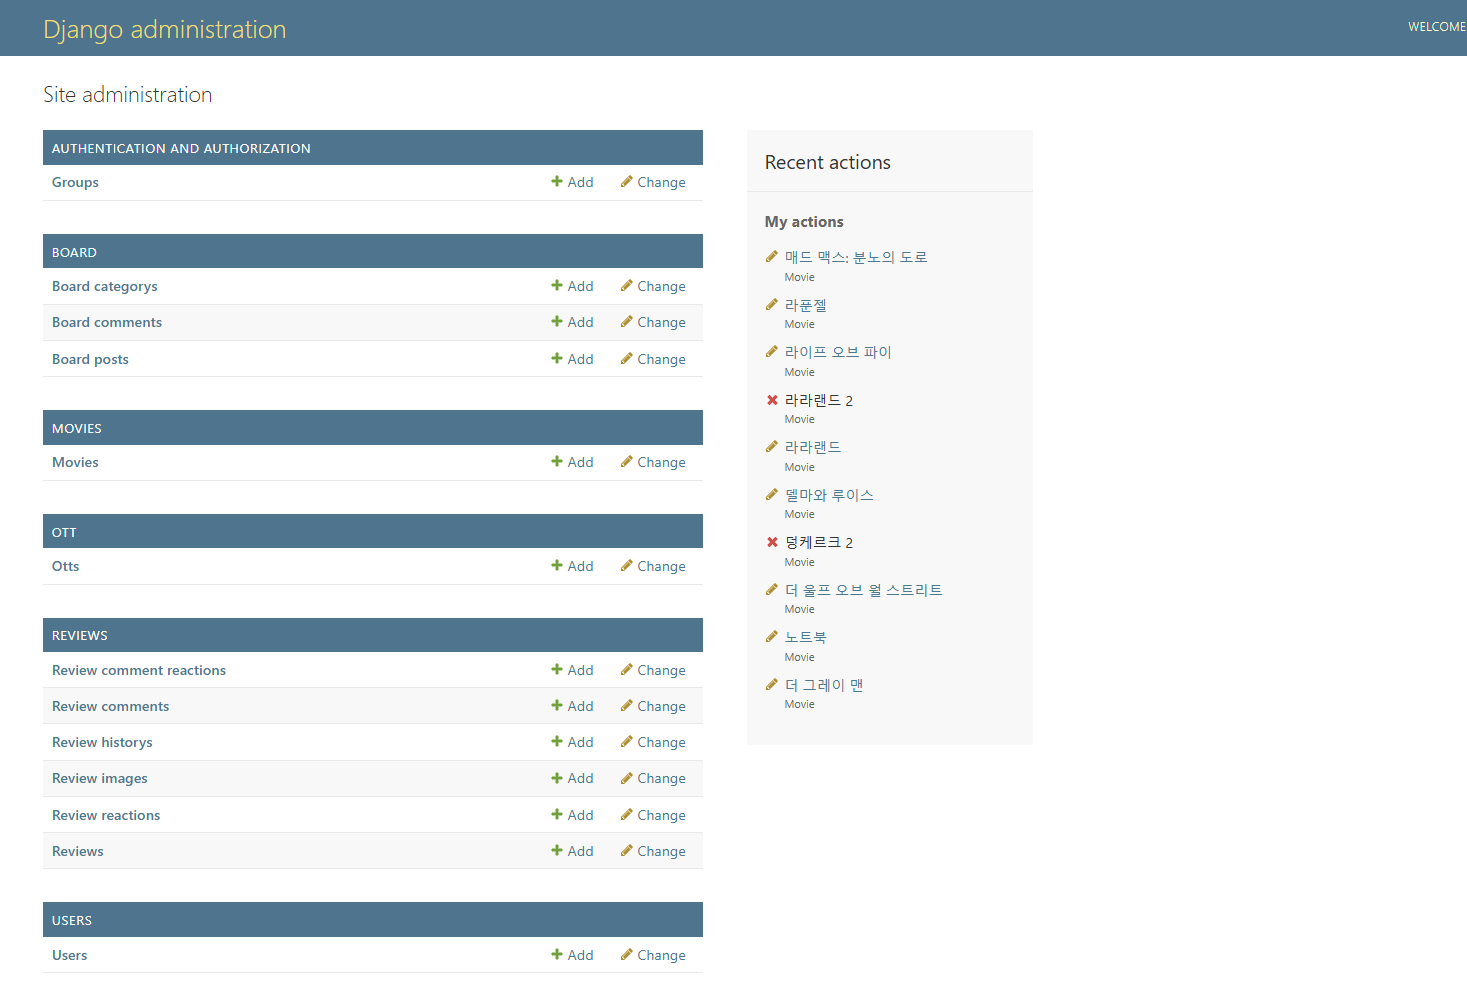 Django administration
WELCOME
Site administration
AUTHENTICATION AND AUTHORIZATION
Groups Add Change
BOARD
Board categorys Add Change
Board comments Add Change
Board posts Add Change
MOVIES
Movies Add Change
OTT
Otts Add Change
REVIEWS
Review comment reactions Add Change
Review comments Add Change
Review historys Add Change
Review images Add Change
Review reactions Add Change
Reviews Add Change
USERS
Users Add Change
Recent actions
My actions
매드 맥스: 분노의 도로
Movie
라푼젤
Movie
라이프 오브 파이
Movie
라라랜드 2
Movie
라라랜드
Movie
델마와 루이스
Movie
덩케르크 2
Movie
더 울프 오브 월 스트리트
Movie
노트북
Movie
더 그레이 맨
Movie